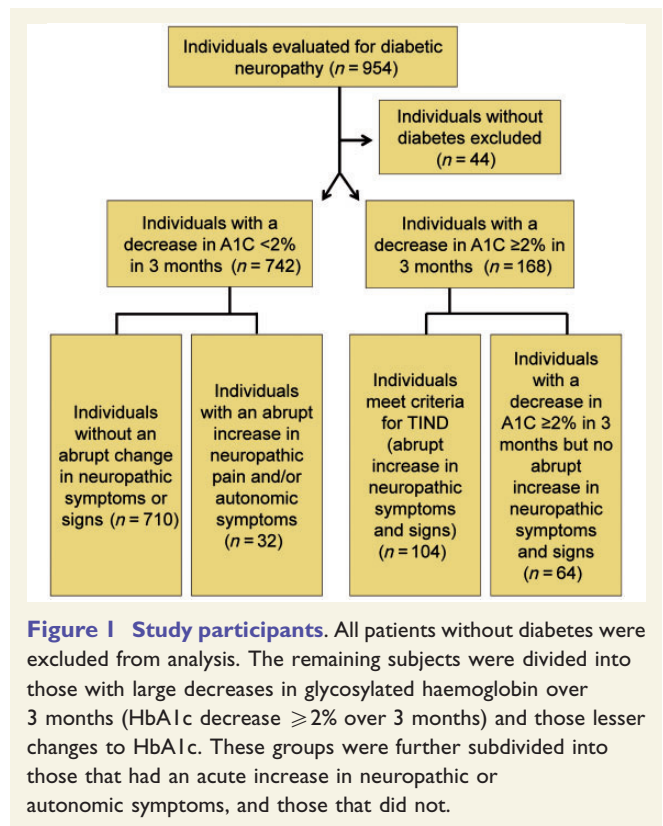 Individuals evaluated for diabetic
neuropathy (n = 954)
Individuals without
diabetes excluded
(n = 44)
Individuals with a
decrease in A1C <2%
in 3 months (n = 742)
Individuals with a
decrease in A1C ≥2% in
3 months (n = 168)
Individuals
without an
abrupt change
in neuropathic
symptoms or
signs (n = 710)
Individuals
with an abrupt
increase in
neuropathic
pain and/or
autonomic
symptoms
(n = 32)
Individuals
meet criteria
for TIND
(abrupt
increase in
neuropathic
symptoms
and signs)
(n = 104)
Individuals
with a
decrease in
A1C ≥2% in 3
months but no
abrupt
increase in
neuropathic
symptoms
and signs
(n = 64)
Figure 1 Study participants. All patients without diabetes were
excluded from analysis. The remaining subjects were divided into
those with large decreases in glycosylated haemoglobin over
3 months (HbA1c decrease ⩾2% over 3 months) and those lesser
changes to HbA1c. These groups were further subdivided into
those that had an acute increase in neuropathic or
autonomic symptoms, and those that did not.